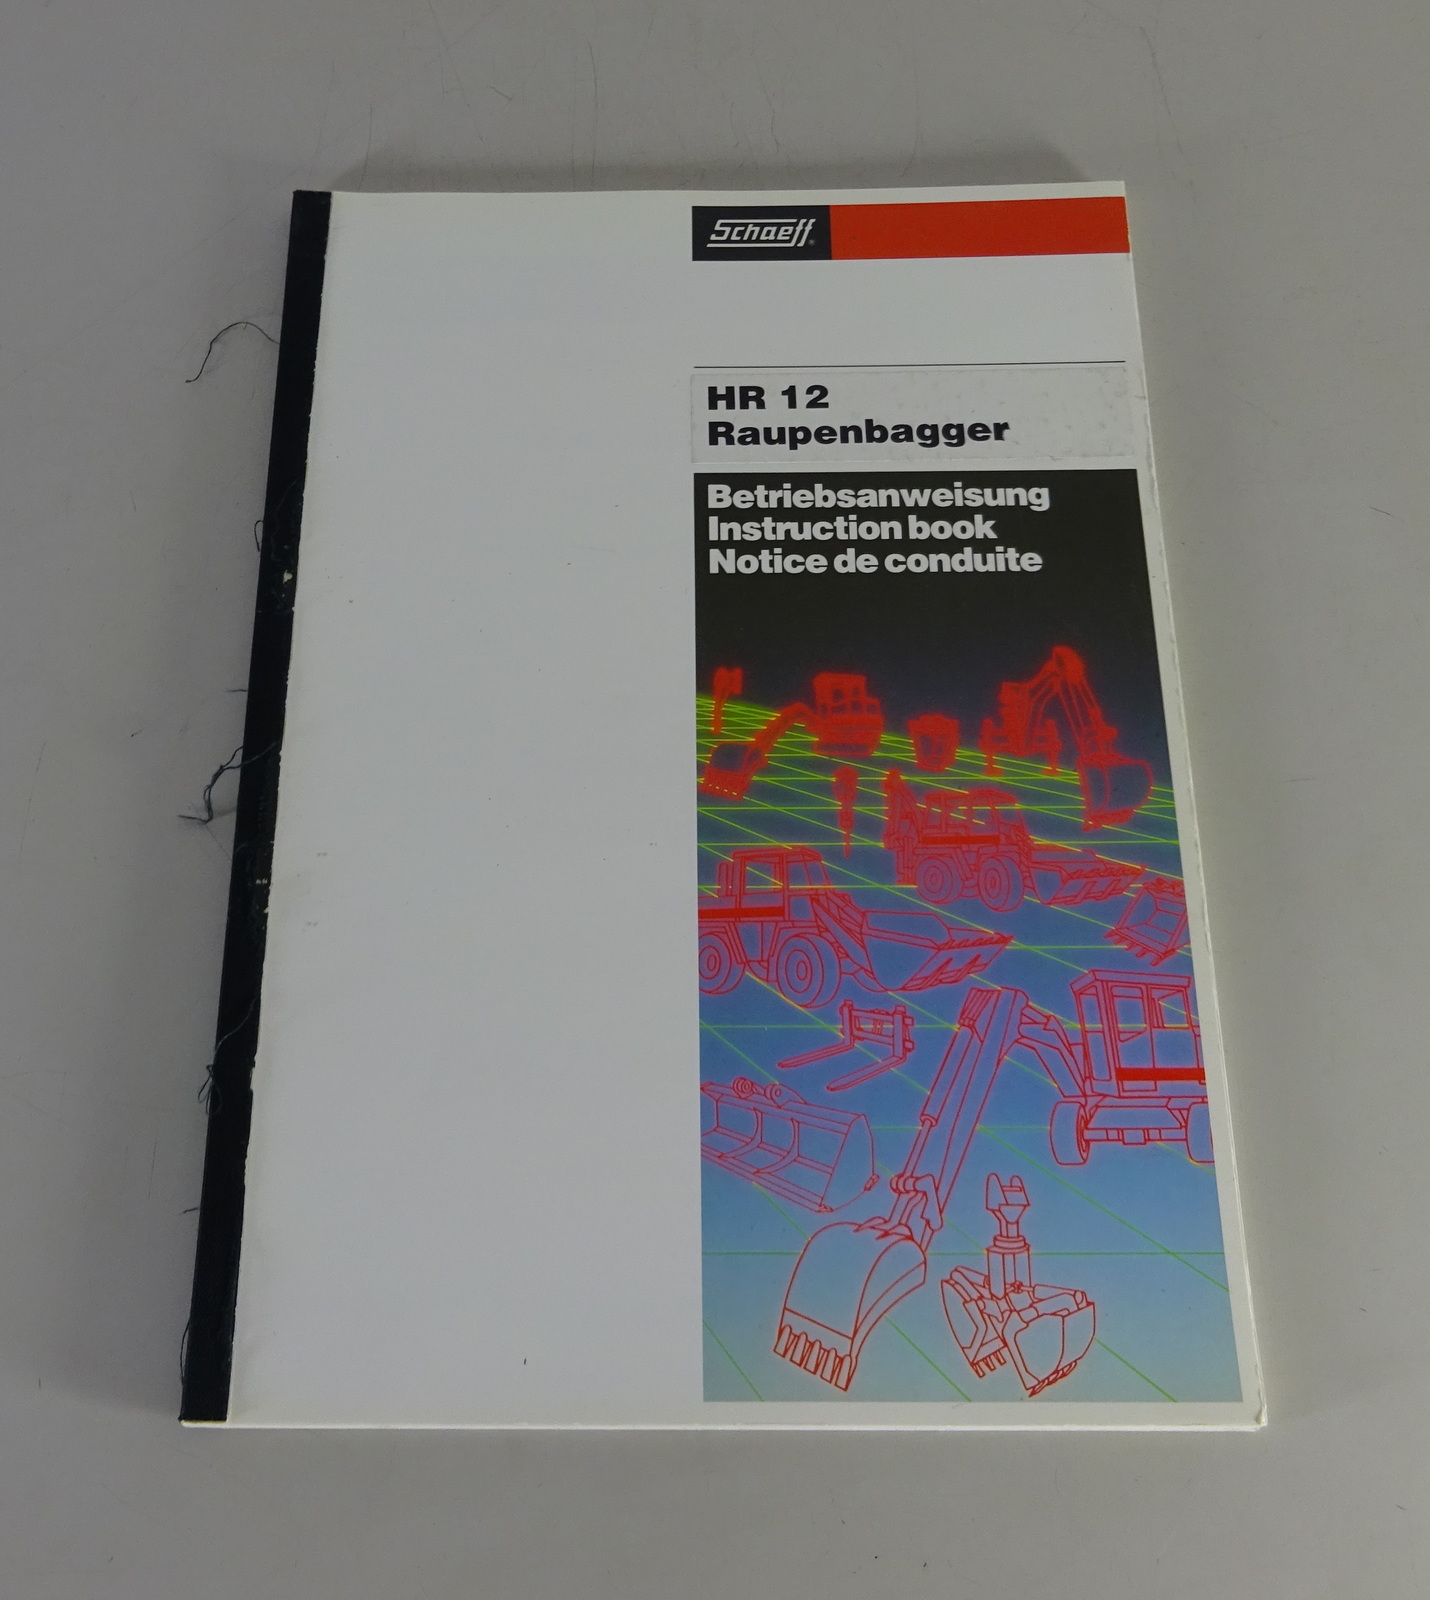 Schaeff
HR 12
Raupenbagger
Betriebsanweisung
Instruction book
Notice de conduite